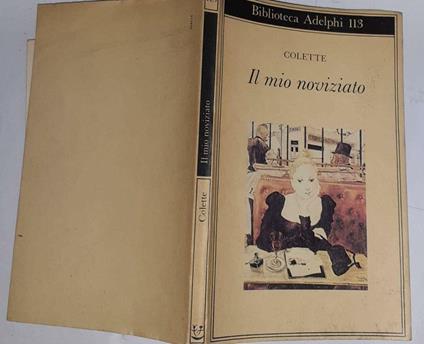 Biblioteca Adelphi 113
COLETTE
Il mio noviziato
Il mio noviziato
Colette